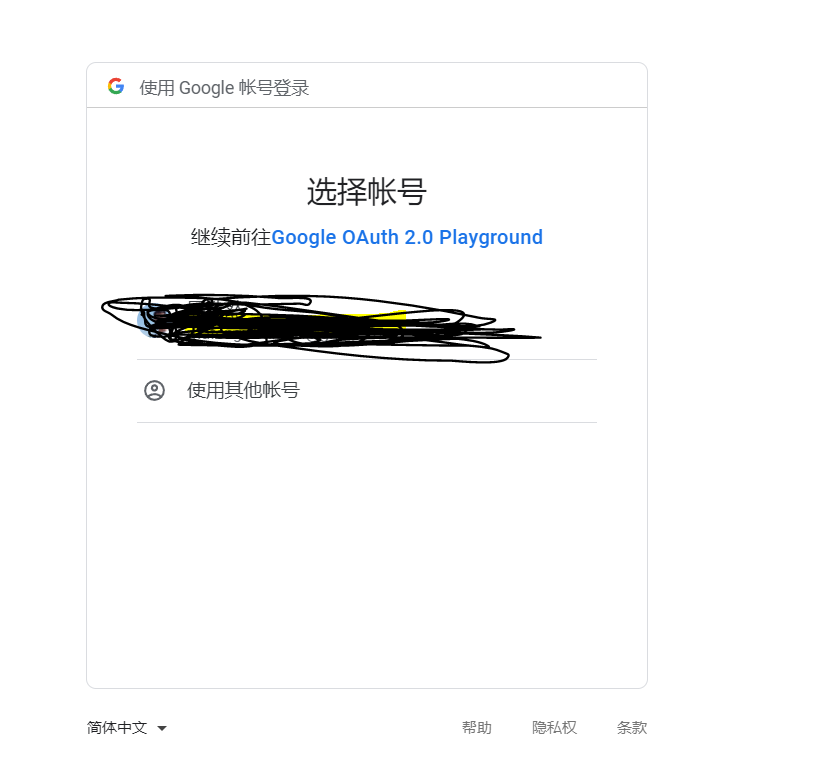 使用 Google 帐号登录
选择帐号
继续前往Google OAuth 2.0 Playground
使用其他帐号
简体中文 帮助 隐私权 条款